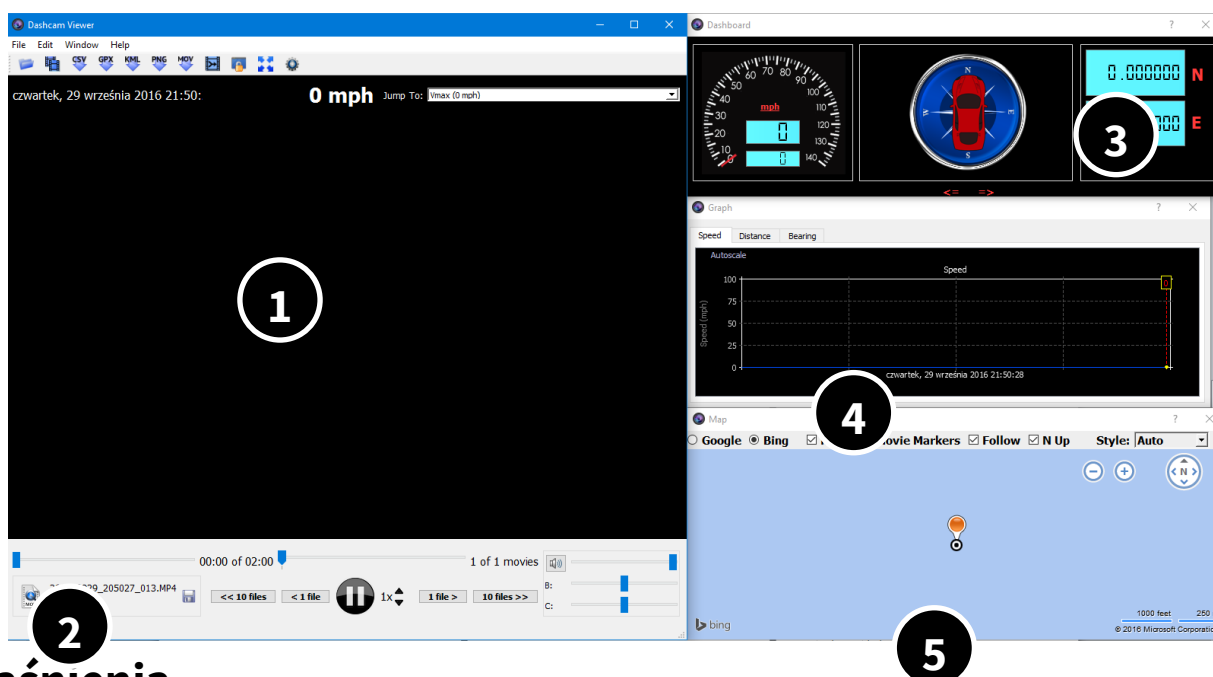 Dashcam Viewer
File Edit Window Help
CSV GPX KML PNG MOV
czwartek, 29 września 2016 21:50:
0 mph Jump To: Vmax (0 mph)
1
00:00 of 02:00
1 of 1 movies
029_205027_013.MP4
<< 10 files < 1 file 1x 1 file > 10 files >>
B:
C:
2
Dashboard
0 10 20 30 40 50 60 70 80 90 100 110 120 130 140
mph
0
0
N E S W
0.000000 N
000 E
3
<= =>
Graph
Speed Distance Bearing
Autoscale
Speed
Speed (mph)
100
75
50
25
0
0
czwartek, 29 września 2016 21:50:28
4
Map
Google Bing ovie Markers Follow N Up Style: Auto
N
1000 feet 250
bing
© 2016 Microsoft Corporatio
5